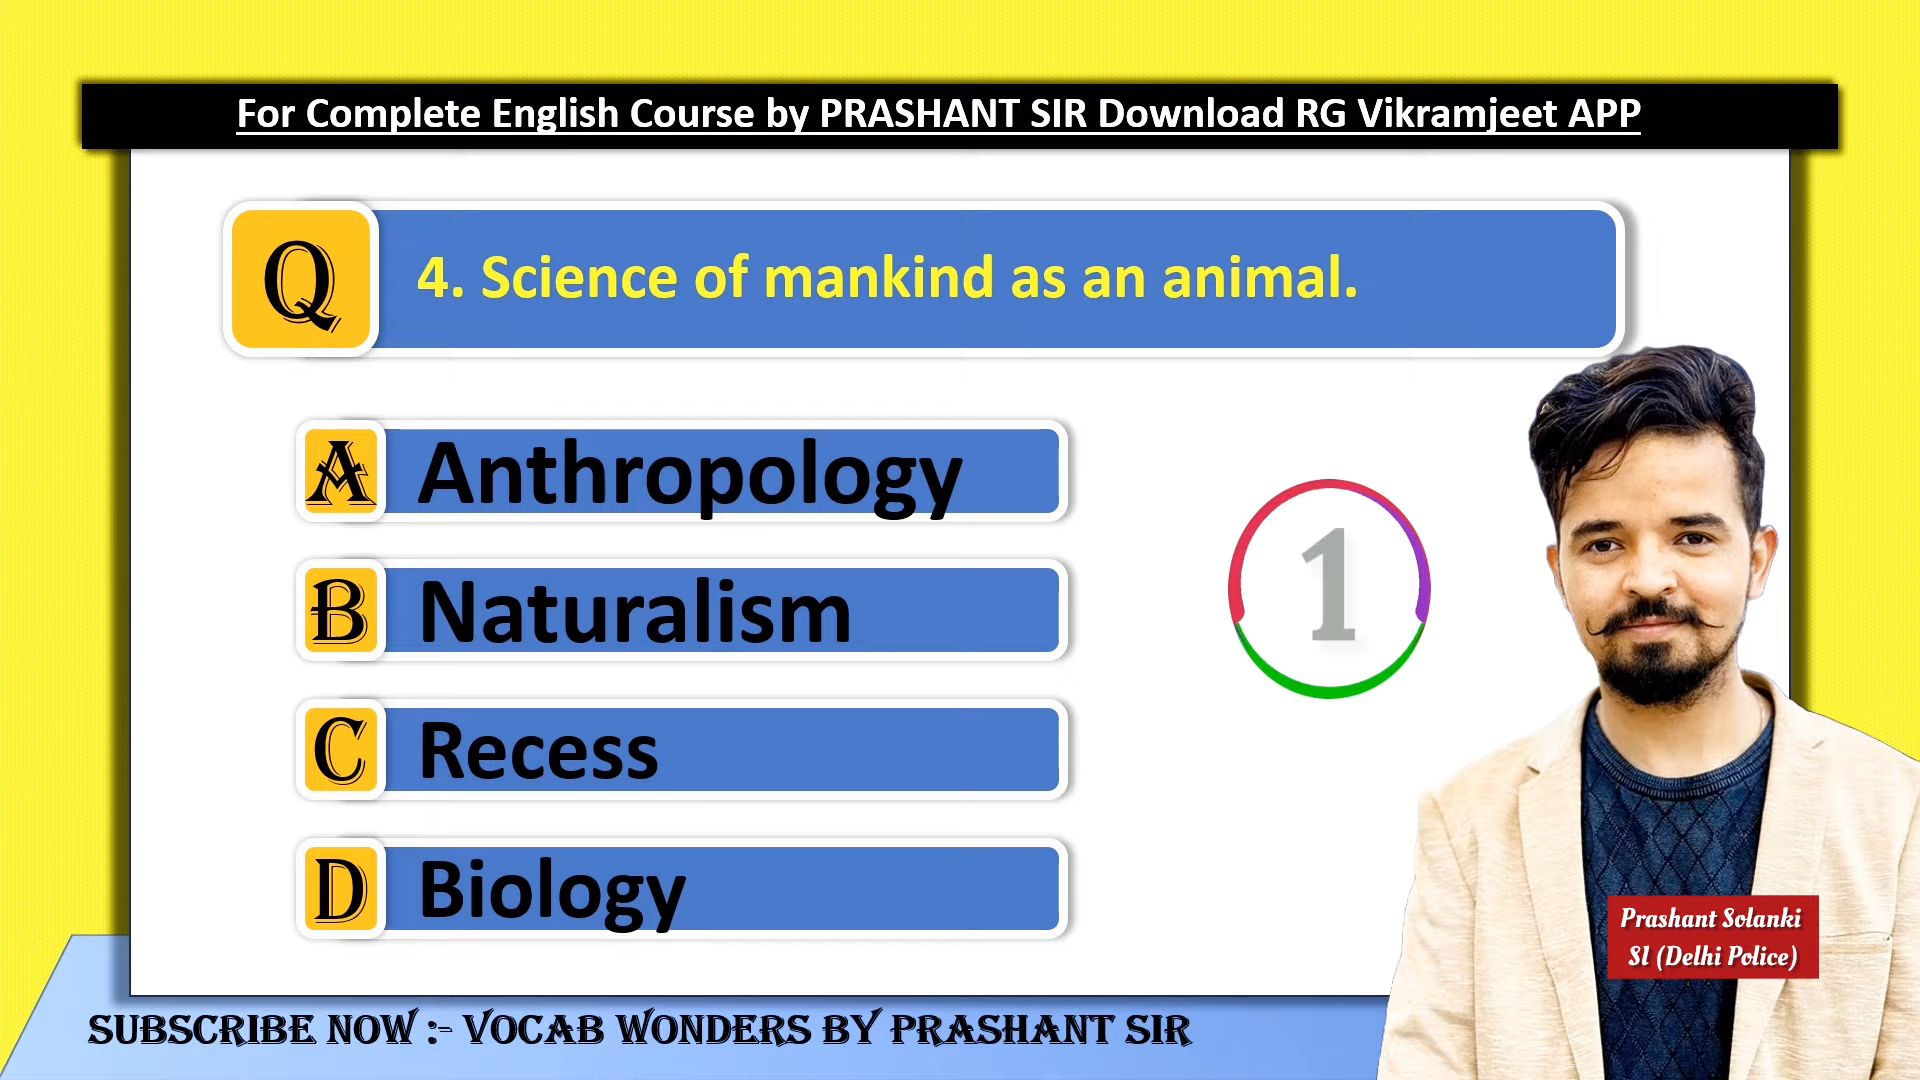 For Complete English Course by PRASHANT SIR Download RG Vikramjeet APP
Q
4. Science of mankind as an animal.
A
Anthropology
B
Naturalism
C
Recess
D
Biology
1
Prashant Solanki
SI (Delhi Police)
SUBSCRIBE NOW :- VOCAB WONDERS BY PRASHANT SIR